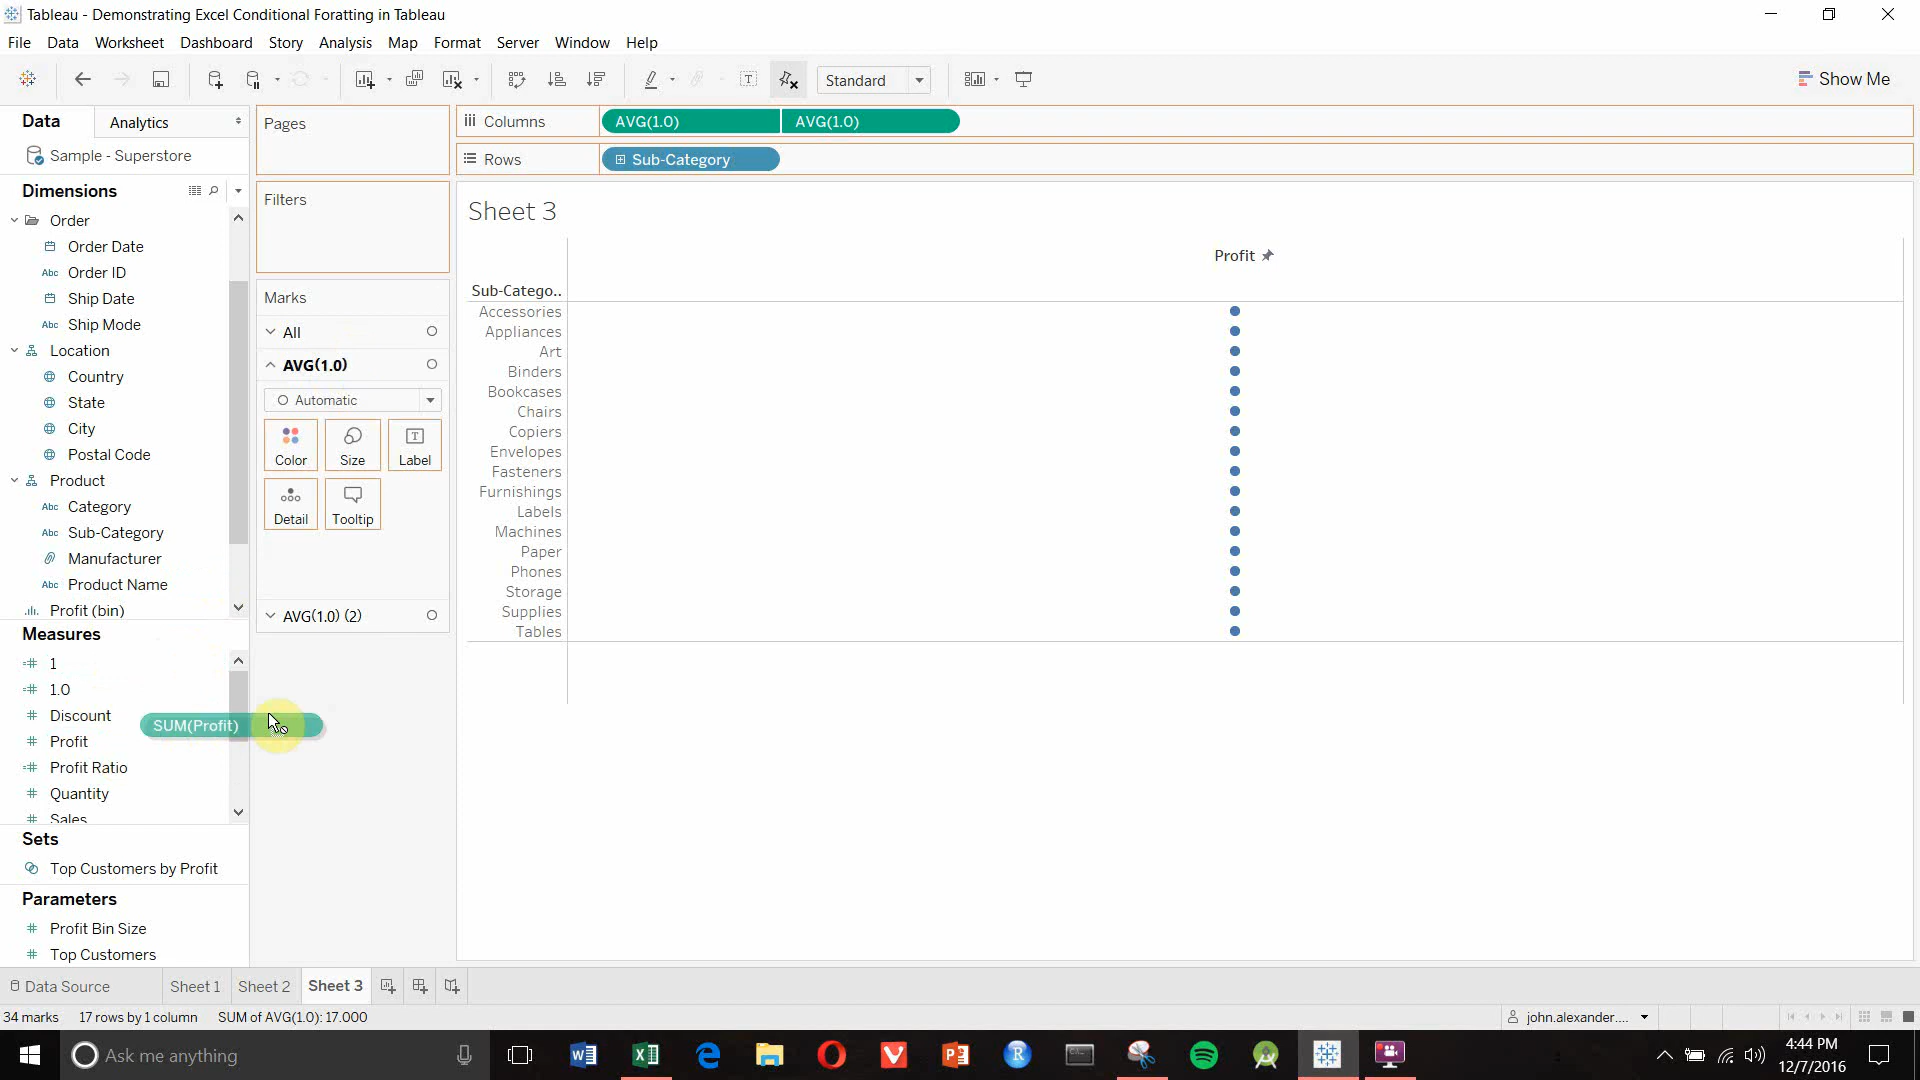 Tableau - Demonstrating Excel Conditional Foratting in Tableau
File Data Worksheet Dashboard Story Analysis Map Format Server Window Help
Standard
Show Me
Data
Analytics
Sample - Superstore
Dimensions
Order
Order Date
Abc Order ID
Ship Date
Abc Ship Mode
Location
Country
State
City
Postal Code
Product
Abc Category
Abc Sub-Category
Manufacturer
Abc Product Name
Profit (bin)
Measures
1
1.0
Discount
SUM(Profit)
Profit
Profit Ratio
Quantity
Sales
Sets
Top Customers by Profit
Parameters
Profit Bin Size
Top Customers
Pages
Filters
Marks
All
AVG(1.0)
Automatic
Color Size Label
Detail Tooltip
AVG(1.0) (2)
Columns
AVG(1.0) AVG(1.0)
Rows
Sub-Category
Sheet 3
Profit
Sub-Catego..
Accessories
Appliances
Art
Binders
Bookcases
Chairs
Copiers
Envelopes
Fasteners
Furnishings
Labels
Machines
Paper
Phones
Storage
Supplies
Tables
Data Source Sheet 1 Sheet 2 Sheet 3
34 marks 17 rows by 1 column SUM of AVG(1.0): 17.000
john.alexander....
Ask me anything
4:44 PM
12/7/2016